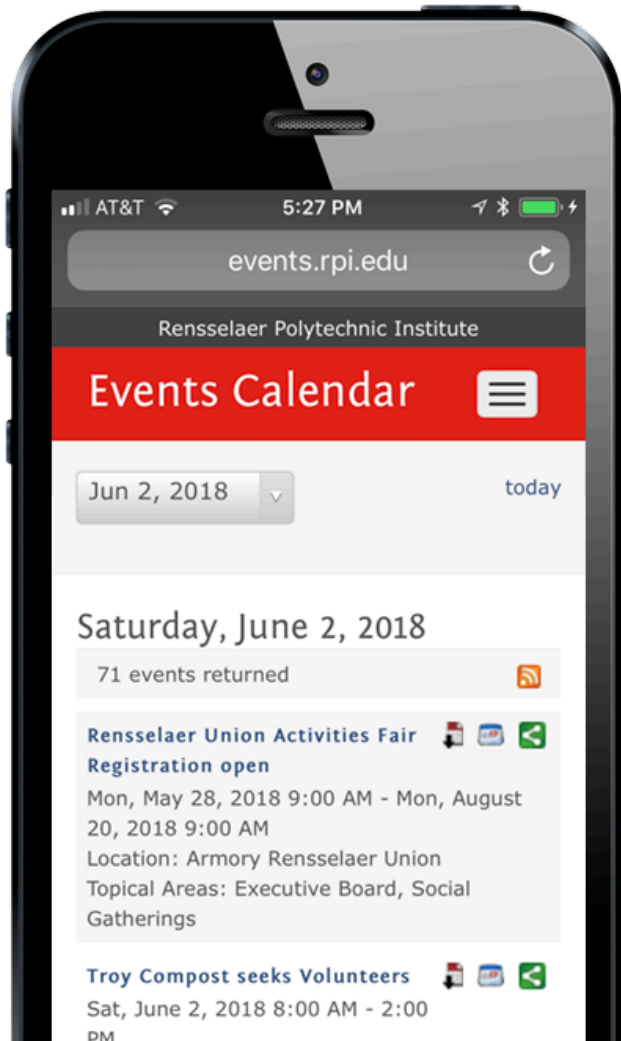 AT&T 5:27 PM
events.rpi.edu
Rensselaer Polytechnic Institute
Events Calendar
Jun 2, 2018 today
Saturday, June 2, 2018
71 events returned
Rensselaer Union Activities Fair
Registration open
Mon, May 28, 2018 9:00 AM - Mon, August
20, 2018 9:00 AM
Location: Armory Rensselaer Union
Topical Areas: Executive Board, Social
Gatherings
Troy Compost seeks Volunteers
Sat, June 2, 2018 8:00 AM - 2:00
PM